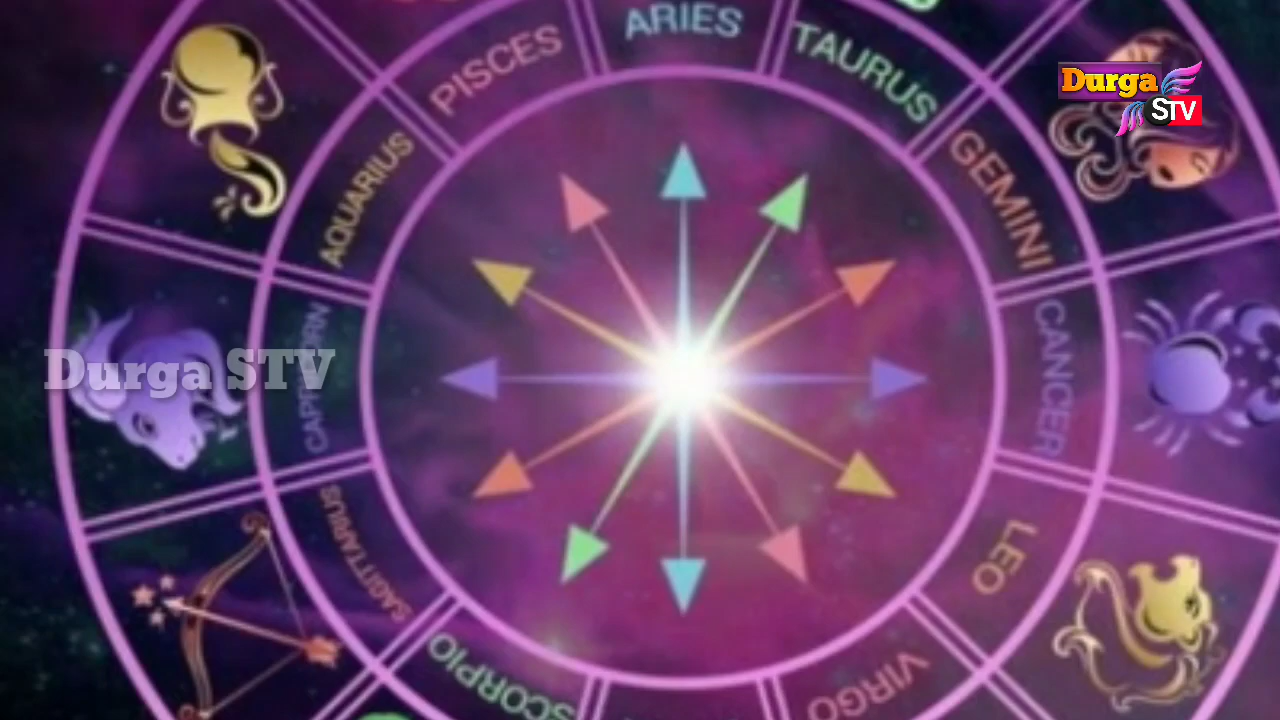 ARIES
TAURUS
GEMINI
CANCER
LEO
VIRGO
SCORPIO
SAGITTARIUS
CAPRICORN
AQUARIUS
PISCES
Durga
STV
Durga STV